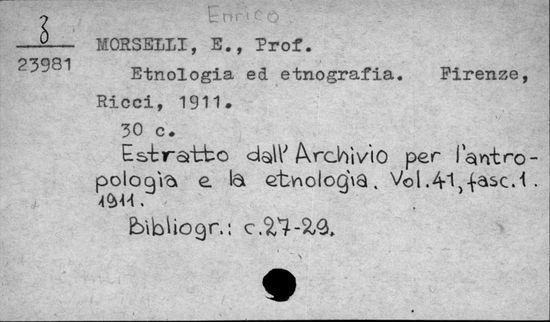 Enrico
3
23981
MORSELLI, E., Prof.
Etnologia ed etnografia. Firenze,
Ricci, 1911.
30 c.
Estratto dall' Archivio per l'antro-
pologia e la etnologia. Vol.41, fasc.1.
1911.
Bibliogr.: c.27-29.